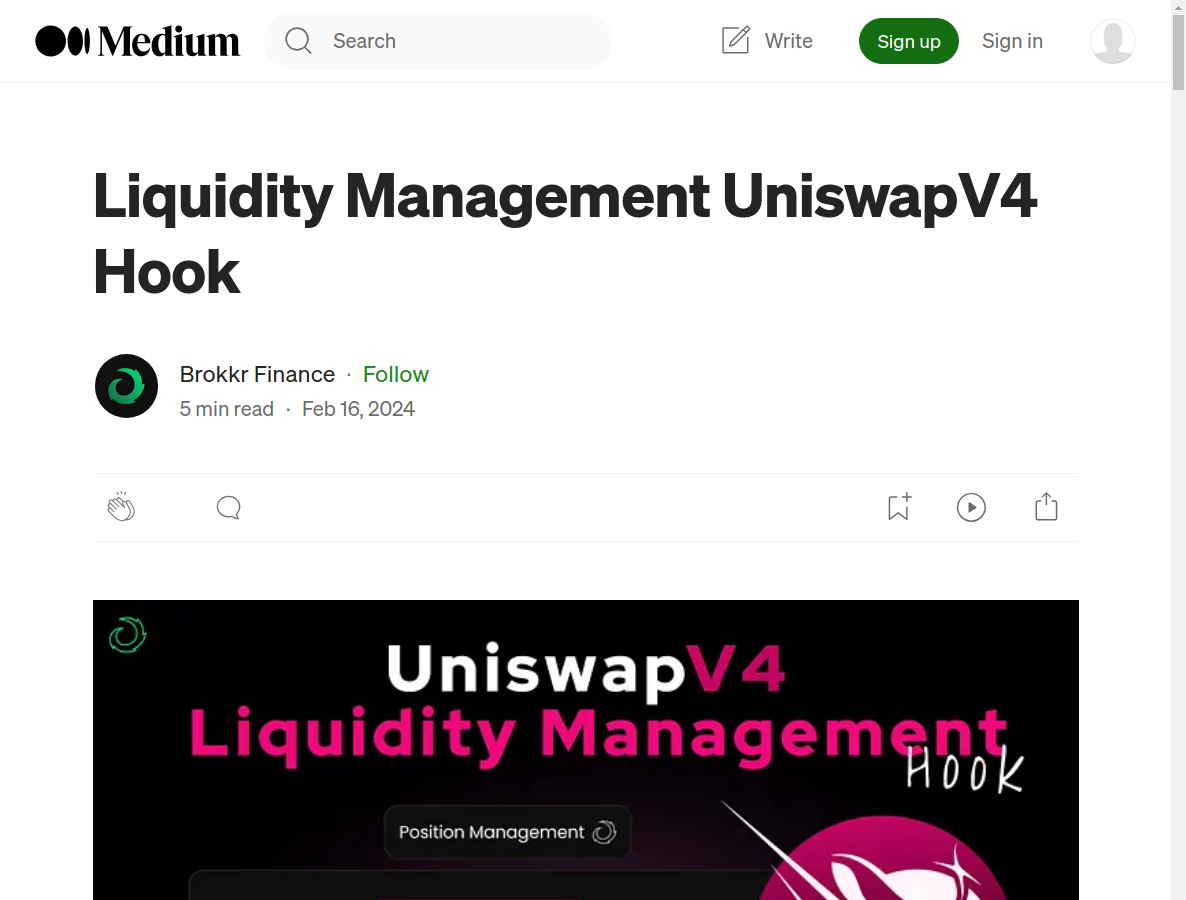 Medium
Search
Write
Sign up
Sign in
Liquidity Management UniswapV4
Hook
Brokkr Finance · Follow
5 min read · Feb 16, 2024
UniswapV4
Liquidity Management
Hook
Position Management